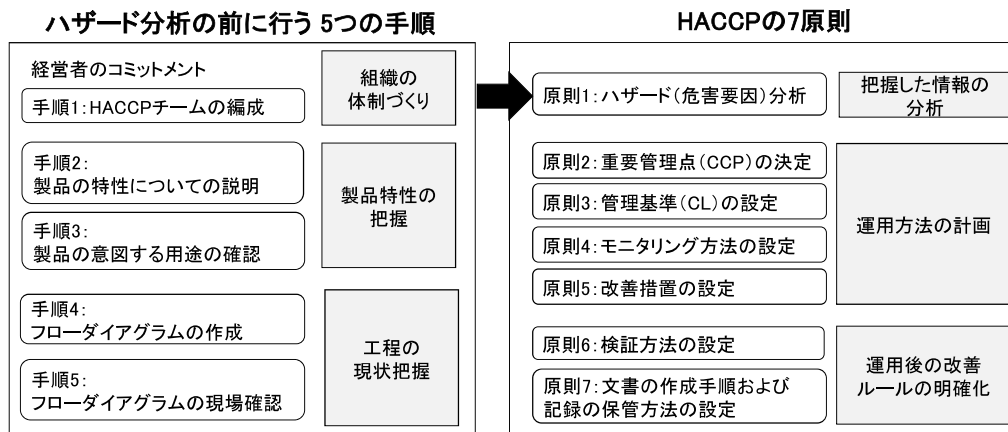 ハザード分析の前に行う 5つの手順
経営者のコミットメント
手順1:HACCPチームの編成
組織の
体制づくり
手順2:
製品の特性についての説明
手順3:
製品の意図する用途の確認
製品特性の
把握
手順4:
フローダイアグラムの作成
手順5:
フローダイアグラムの現場確認
工程の
現状把握
HACCPの7原則
原則1:ハザード(危害要因)分析
把握した情報の
分析
原則2:重要管理点(CCP)の決定
原則3:管理基準(CL)の設定
原則4:モニタリング方法の設定
原則5:改善措置の設定
運用方法の計画
原則6:検証方法の設定
原則7:文書の作成手順および
記録の保管方法の設定
運用後の改善
ルールの明確化